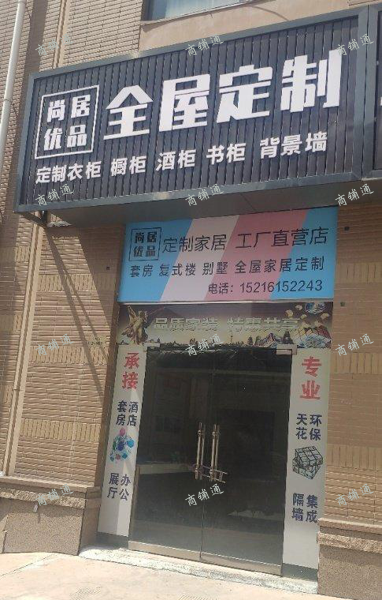 尚居
优品
全屋定制
定制衣柜 橱柜 酒柜 书柜 背景墙
尚居
优品
定制家居 工厂直营店
套房 复式楼 别墅 全屋家居定制
电话：15216152243
承接
酒店
套房
办公
展厅
专业
环保
天花
集成
隔墙
商铺通